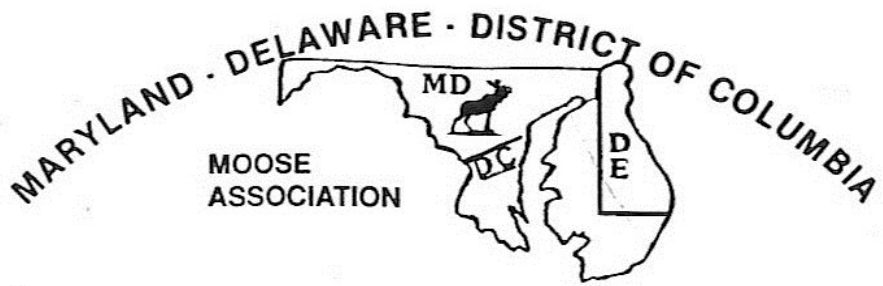 MARYLAND - DELAWARE - DISTRICT OF COLUMBIA
MD
DC
DE
MOOSE
ASSOCIATION